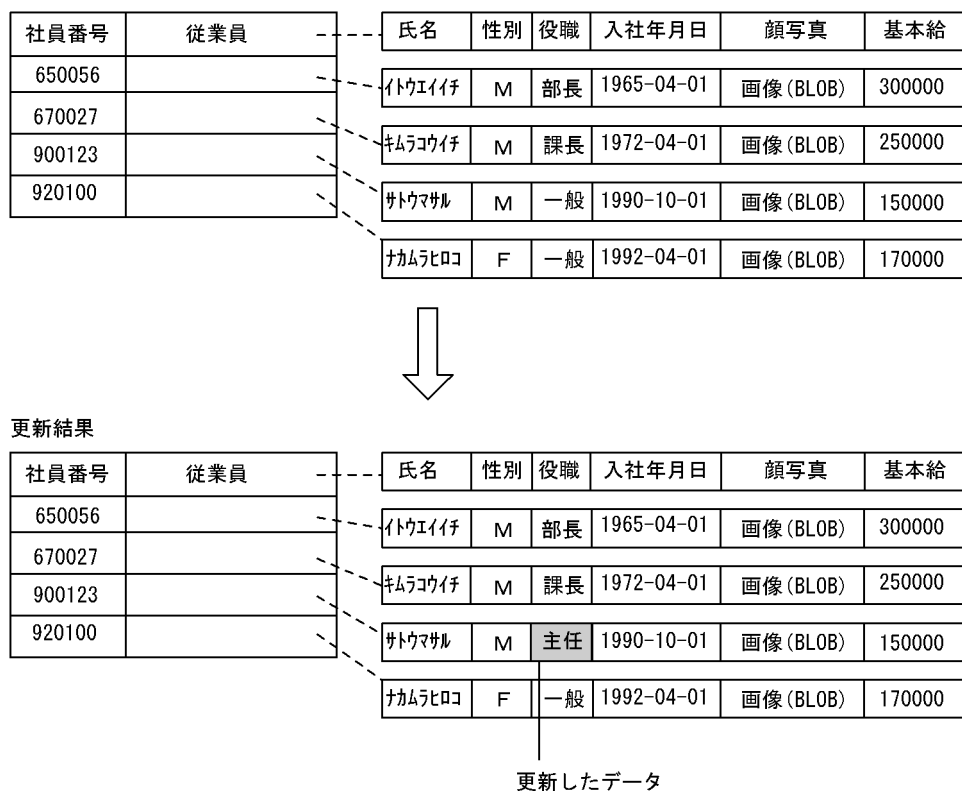 社員番号 従業員 氏名 性別 役職 入社年月日 顔写真 基本給
650056 ｲﾄｳｴｲｲﾁ M 部長 1965-04-01 画像(BLOB) 300000
670027 ｷﾑﾗｺｳｲﾁ M 課長 1972-04-01 画像(BLOB) 250000
900123 ｻﾄｳﾏｻﾙ M 一般 1990-10-01 画像(BLOB) 150000
920100 ﾅｶﾑﾗﾋﾛｺ F 一般 1992-04-01 画像(BLOB) 170000
更新結果
社員番号 従業員 氏名 性別 役職 入社年月日 顔写真 基本給
650056 ｲﾄｳｴｲｲﾁ M 部長 1965-04-01 画像(BLOB) 300000
670027 ｷﾑﾗｺｳｲﾁ M 課長 1972-04-01 画像(BLOB) 250000
900123 ｻﾄｳﾏｻﾙ M 主任 1990-10-01 画像(BLOB) 150000
920100 ﾅｶﾑﾗﾋﾛｺ F 一般 1992-04-01 画像(BLOB) 170000
更新したデータ